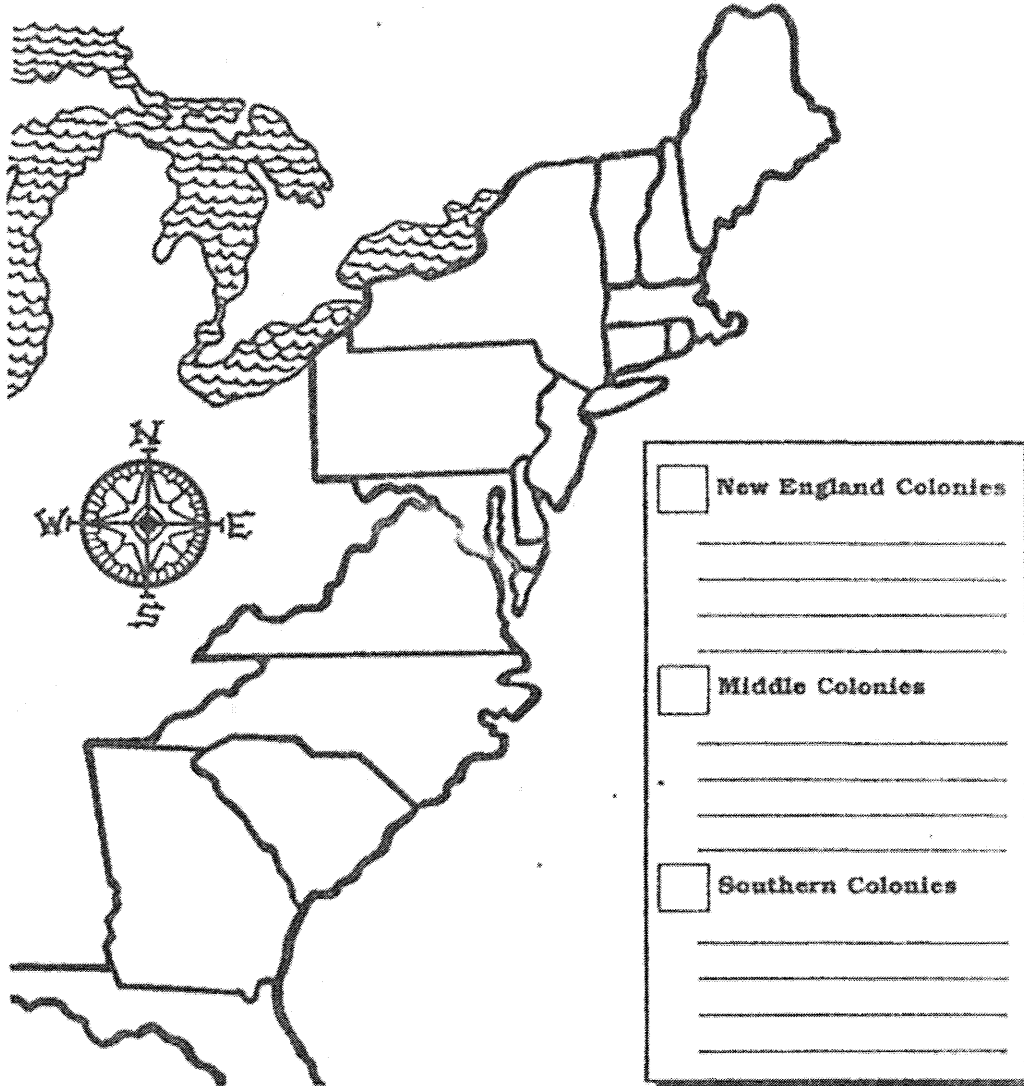 N
W E
S
New England Colonies
Middle Colonies
Southern Colonies